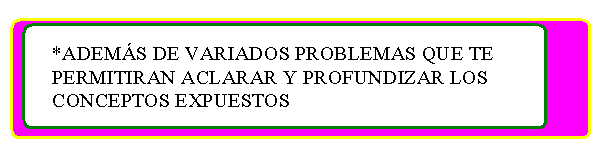 *ADEMÁS DE VARIADOS PROBLEMAS QUE TE
PERMITIRAN ACLARAR Y PROFUNDIZAR LOS
CONCEPTOS EXPUESTOS